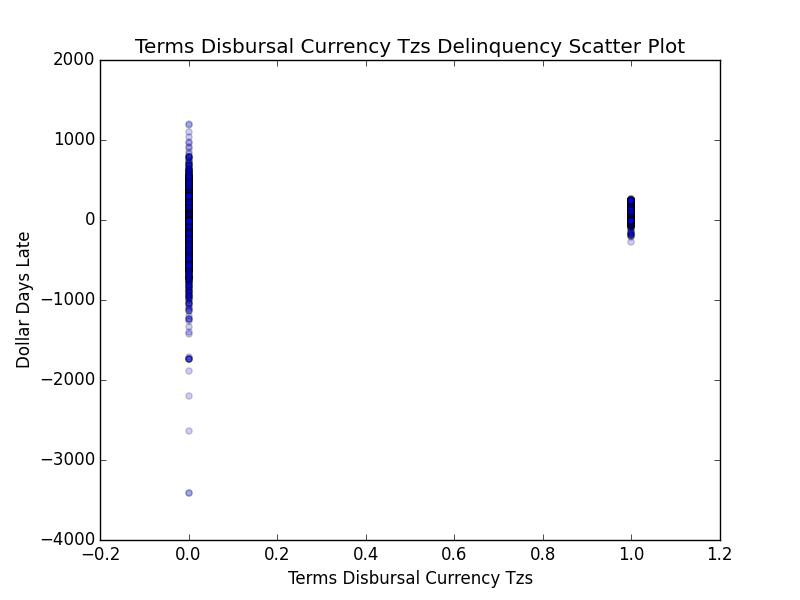 Terms Disbursal Currency Tzs Delinquency Scatter Plot
2000
1000
0
−1000
−2000
−3000
−4000
Dollar Days Late
−0.2 0.0 0.2 0.4 0.6 0.8 1.0 1.2
Terms Disbursal Currency Tzs